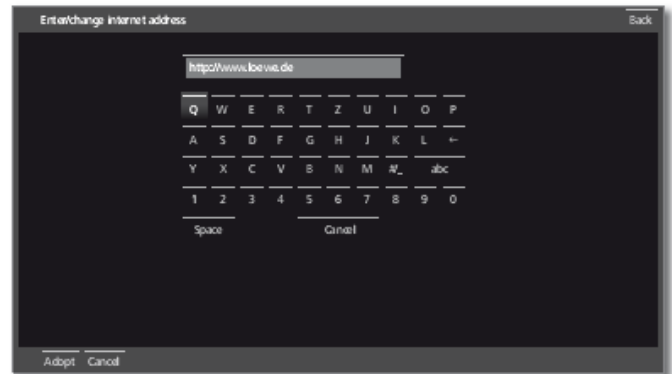 Enter/change internet address Back
http://www.loewe.de
Q W E R T Z U I O P
A S D F G H J K L ←
Y X C V B N M #/_ abc
1 2 3 4 5 6 7 8 9 0
Space Cancel
Adopt Cancel